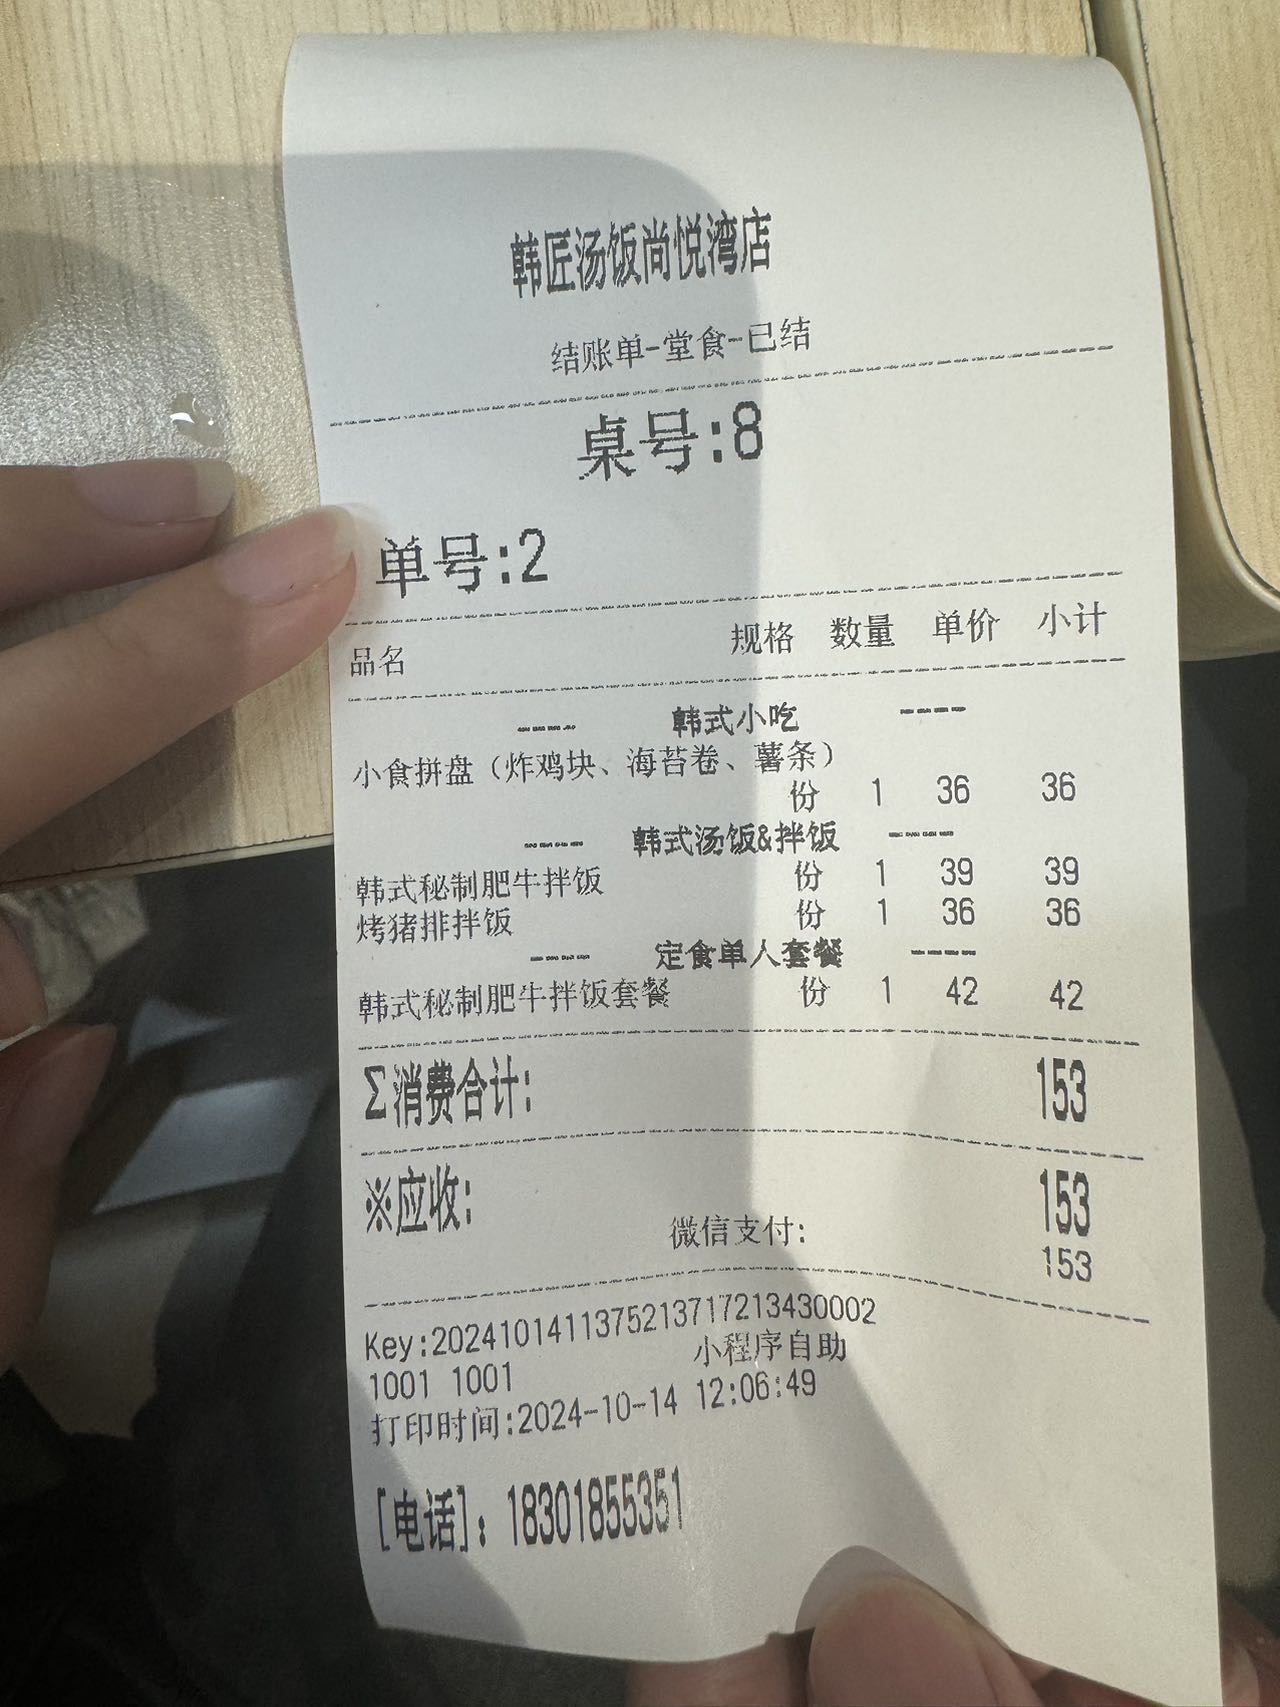 韩匠汤饭尚悦湾店
结账单-堂食-已结
桌号:8
单号:2
品名 规格 数量 单价 小计
---- 韩式小吃 ----
小食拼盘（炸鸡块、海苔卷、薯条）
份 1 36 36
---- 韩式汤饭&拌饭 ----
韩式秘制肥牛拌饭 份 1 39 39
烤猪排拌饭 份 1 36 36
---- 定食单人套餐 ----
韩式秘制肥牛拌饭套餐 份 1 42 42
Σ消费合计: 153
※应收: 153
微信支付: 153
Key:2024101411375213717213430002
1001 1001 小程序自助
打印时间:2024-10-14 12:06:49
[电话]: 18301855351